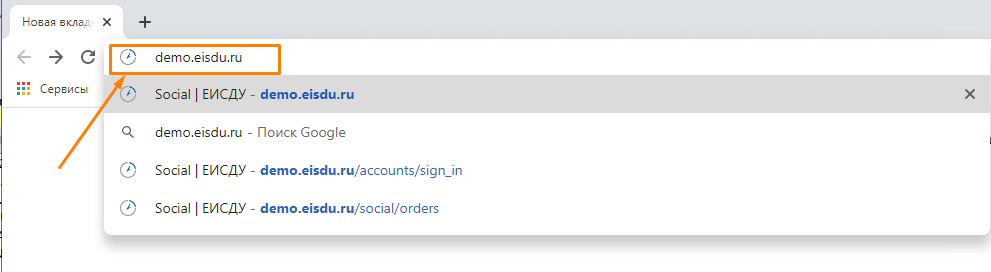 Новая вклад
demo.eisdu.ru
Сервисы
Social | ЕИСДУ - demo.eisdu.ru
demo.eisdu.ru - Поиск Google
Social | ЕИСДУ - demo.eisdu.ru/accounts/sign_in
Social | ЕИСДУ - demo.eisdu.ru/social/orders